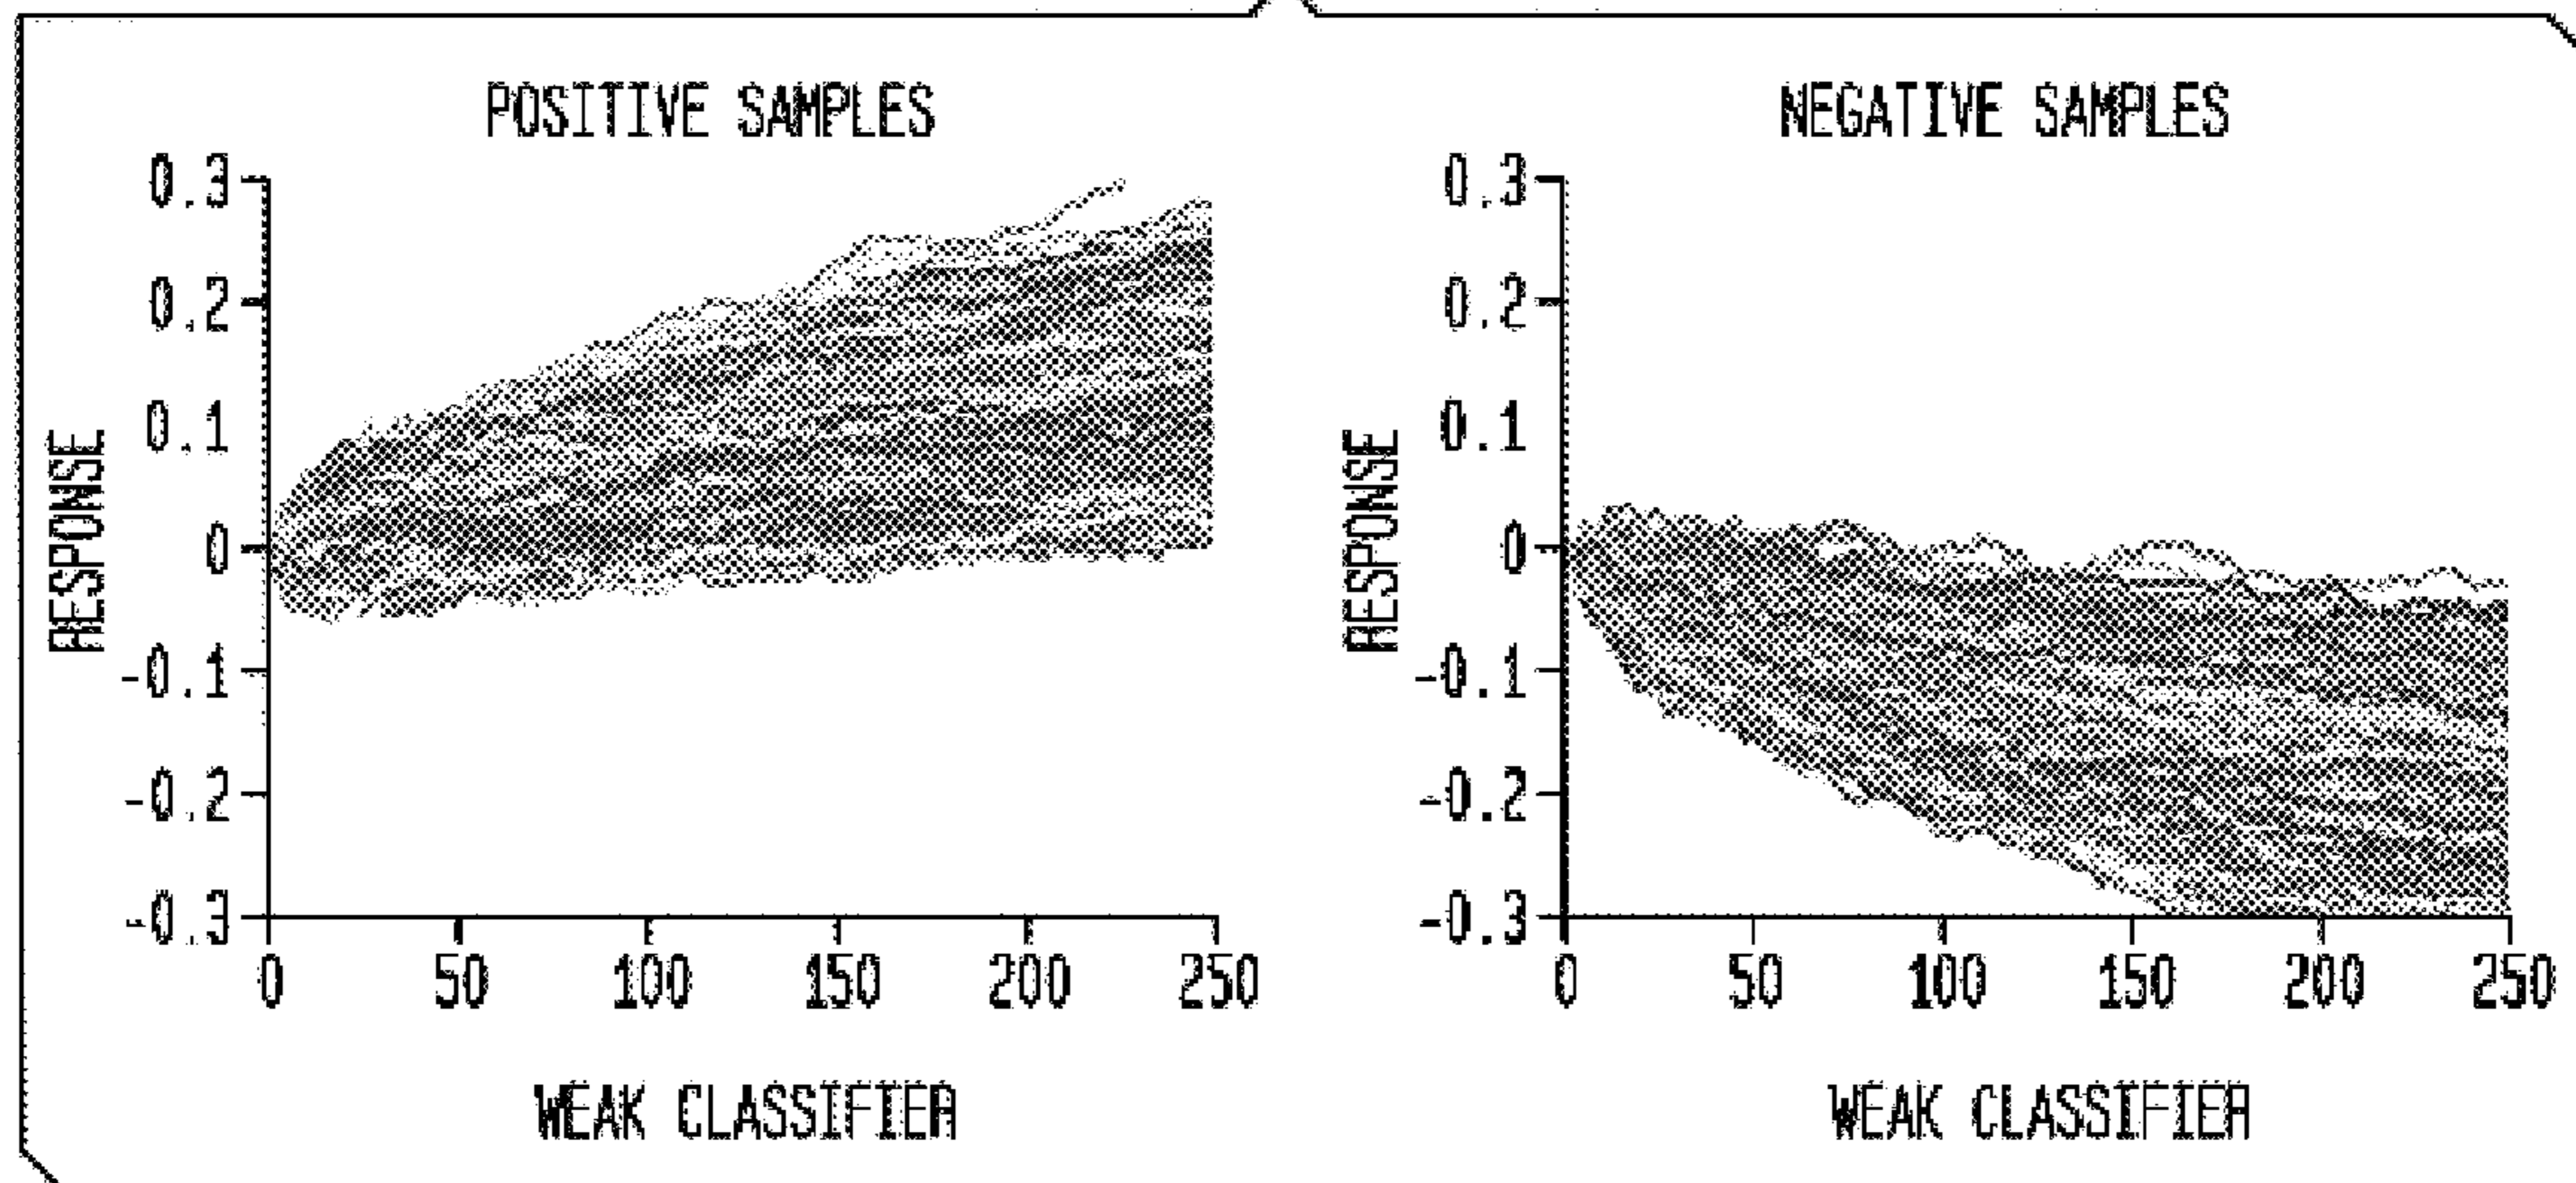 POSITIVE SAMPLES
0.3
0.2
0.1
0
-0.1
-0.2
-0.3
RESPONSE
0 50 100 150 200 250
WEAK CLASSIFIER
NEGATIVE SAMPLES
0.3
0.2
0.1
0
-0.1
-0.2
-0.3
RESPONSE
0 50 100 150 200 250
WEAK CLASSIFIER